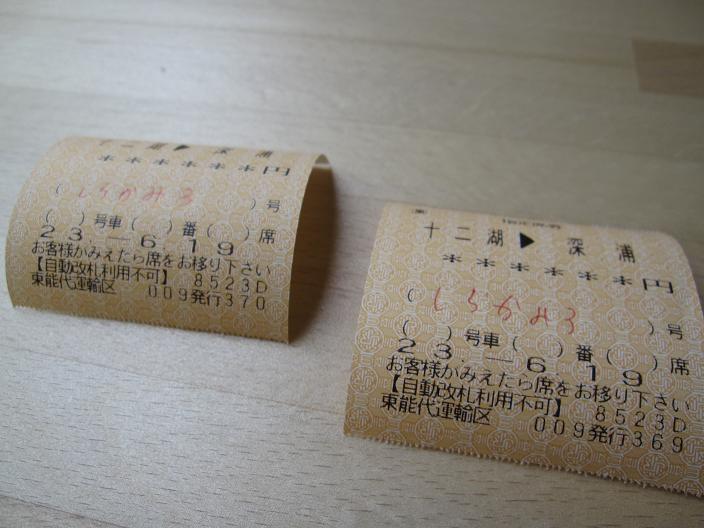 十二湖▶深浦
******円
(しらかみ3)号
( )号車( )番( )席
23.-6.19
お客様がみえたら席をお移り下さい
【自動改札利用不可】 8523D
東能代運輸区 009発行370
十二湖▶深浦
******円
(しらかみ3)号
( )号車( )番( )席
23.-6.19
お客様がみえたら席をお移り下さい
【自動改札利用不可】 8523D
東能代運輸区 009発行369